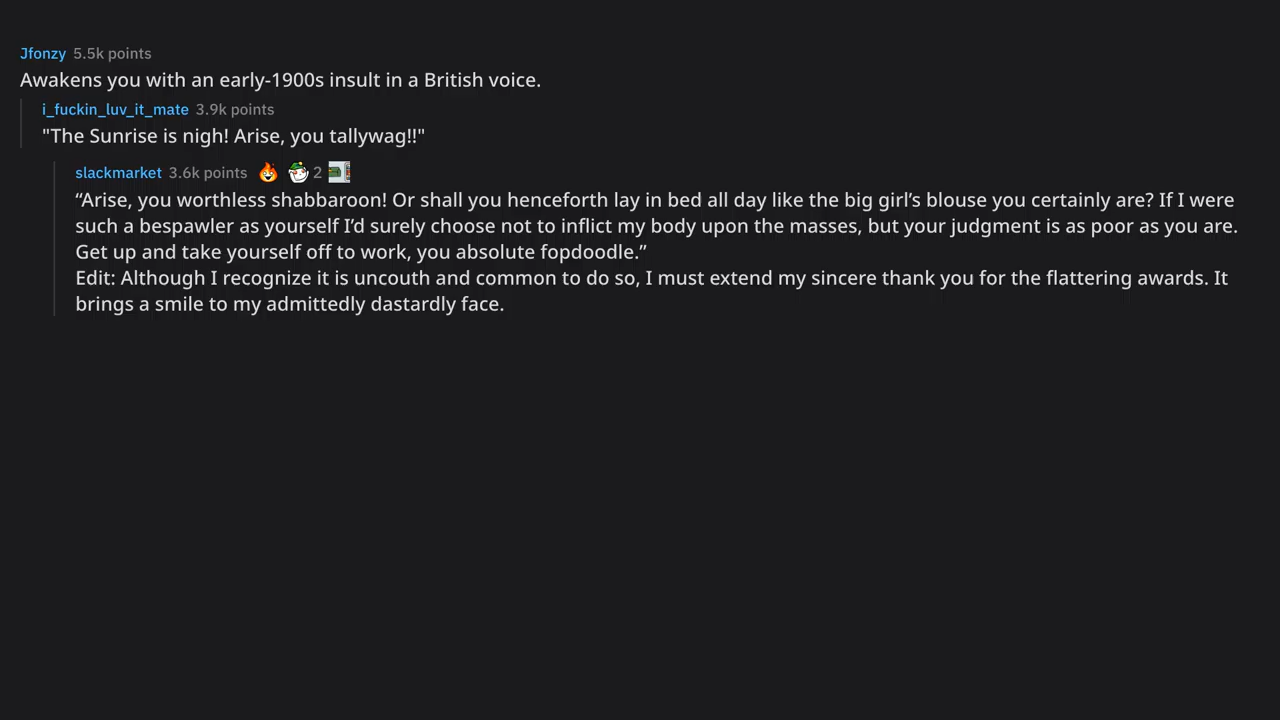 Jfonzy 5.5k points
Awakens you with an early-1900s insult in a British voice.
i_fuckin_luv_it_mate 3.9k points
"The Sunrise is nigh! Arise, you tallywag!!"
slackmarket 3.6k points 2
“Arise, you worthless shabbaroon! Or shall you henceforth lay in bed all day like the big girl’s blouse you certainly are? If I were
such a bespawler as yourself I’d surely choose not to inflict my body upon the masses, but your judgment is as poor as you are.
Get up and take yourself off to work, you absolute fopdoodle.”
Edit: Although I recognize it is uncouth and common to do so, I must extend my sincere thank you for the flattering awards. It
brings a smile to my admittedly dastardly face.